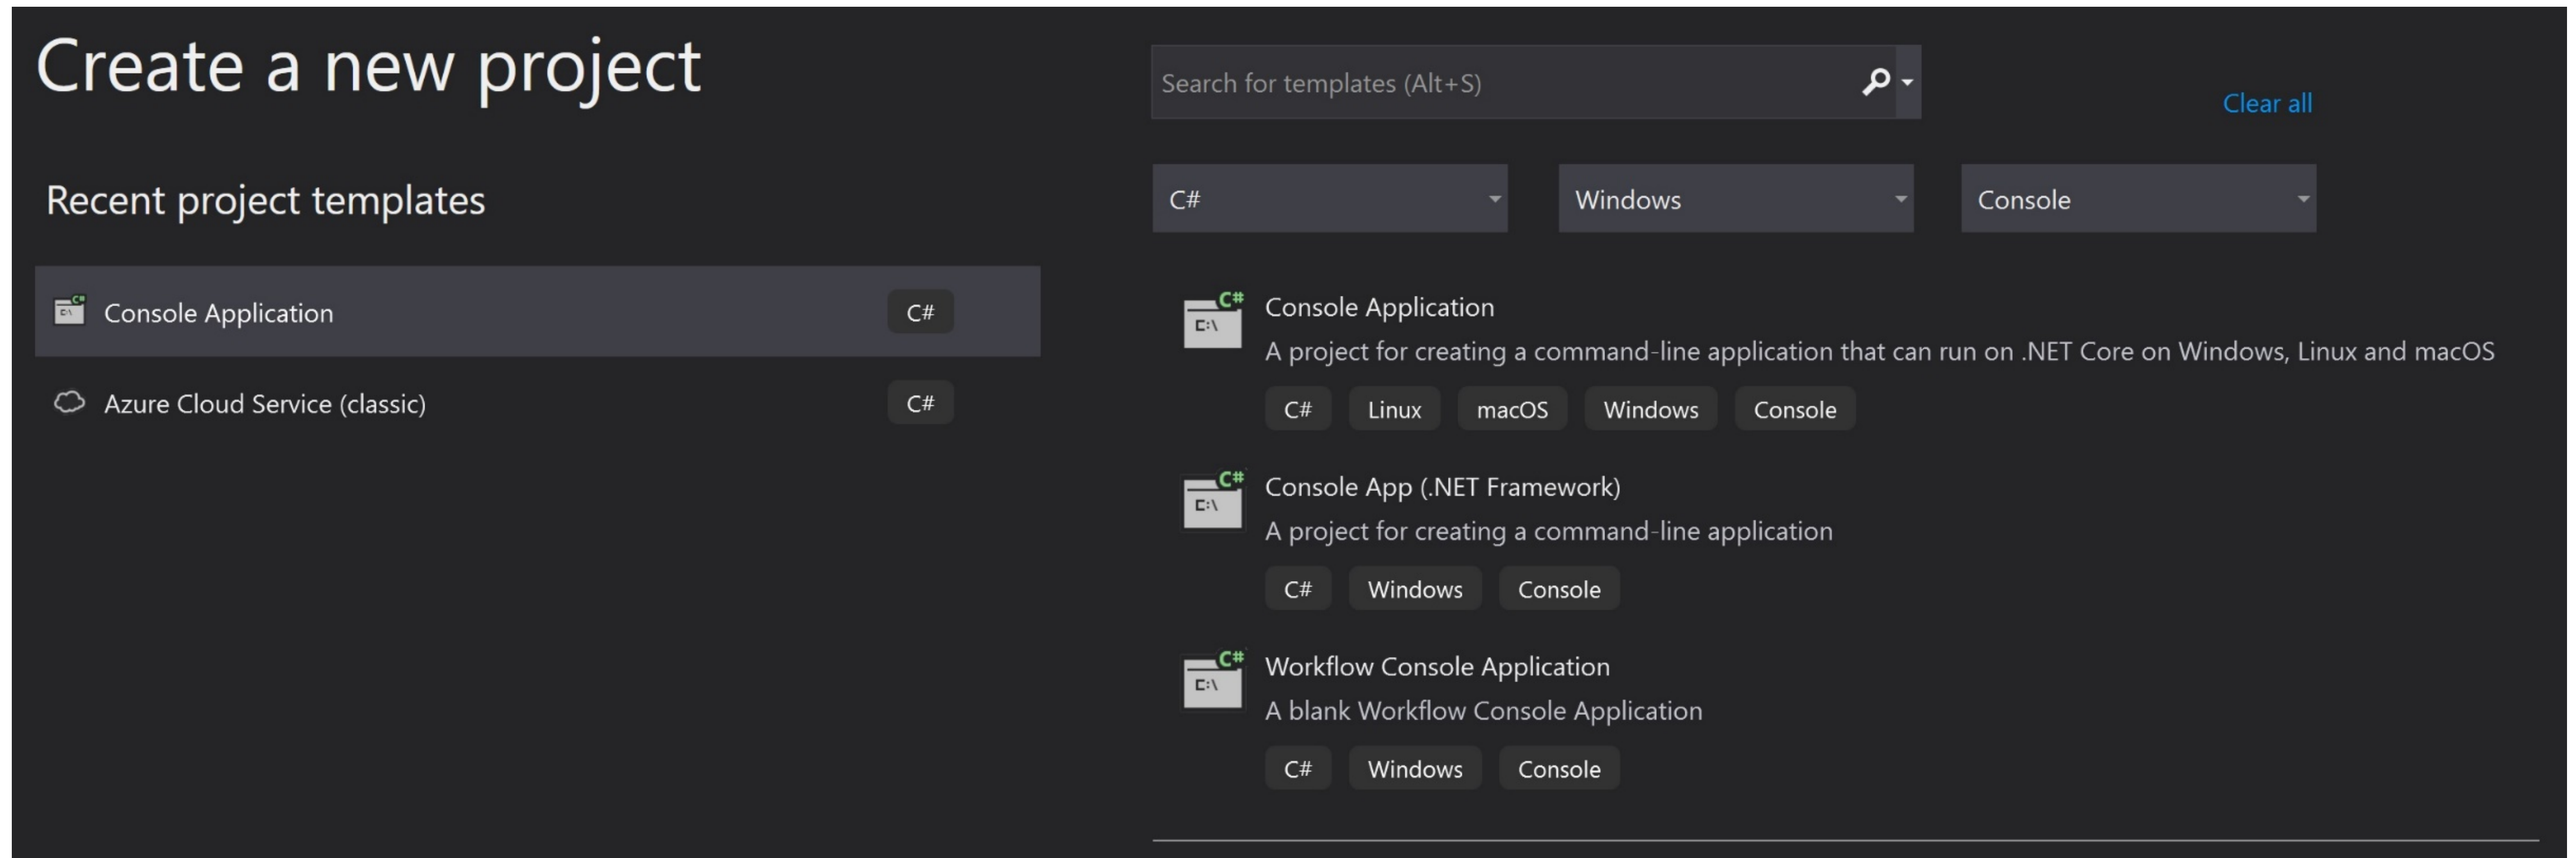 Create a new project
Search for templates (Alt+S)
Clear all
Recent project templates
C# Windows Console
Console Application C#
Azure Cloud Service (classic) C#
C#
C:\
Console Application
A project for creating a command-line application that can run on .NET Core on Windows, Linux and macOS
C# Linux macOS Windows Console
C#
C:\
Console App (.NET Framework)
A project for creating a command-line application
C# Windows Console
C#
C:\
Workflow Console Application
A blank Workflow Console Application
C# Windows Console